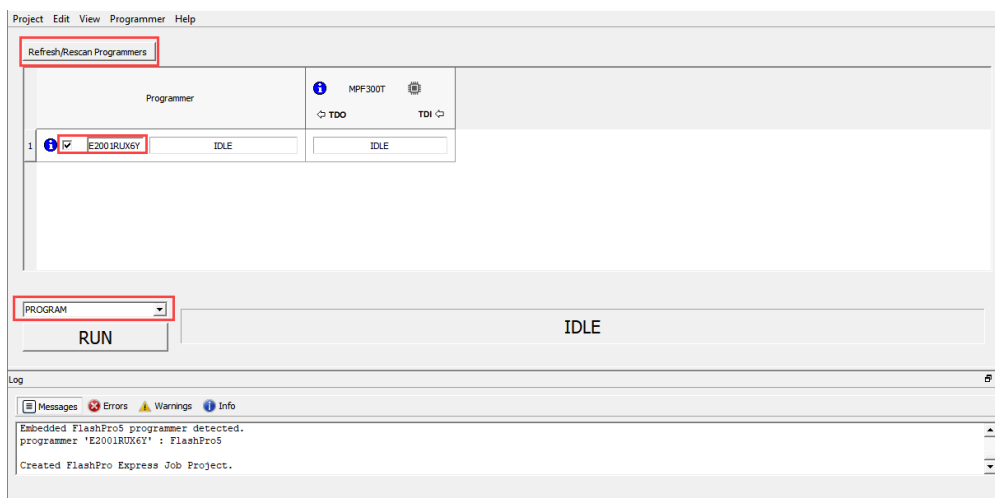 Project Edit View Programmer Help
Refresh/Rescan Programmers
Programmer
MPF300T
TDO TDI
1 E2001RUX6Y IDLE IDLE
PROGRAM
RUN
IDLE
Log
Messages Errors Warnings Info
Embedded FlashPro5 programmer detected.
programmer 'E2001RUX6Y' : FlashPro5
Created FlashPro Express Job Project.